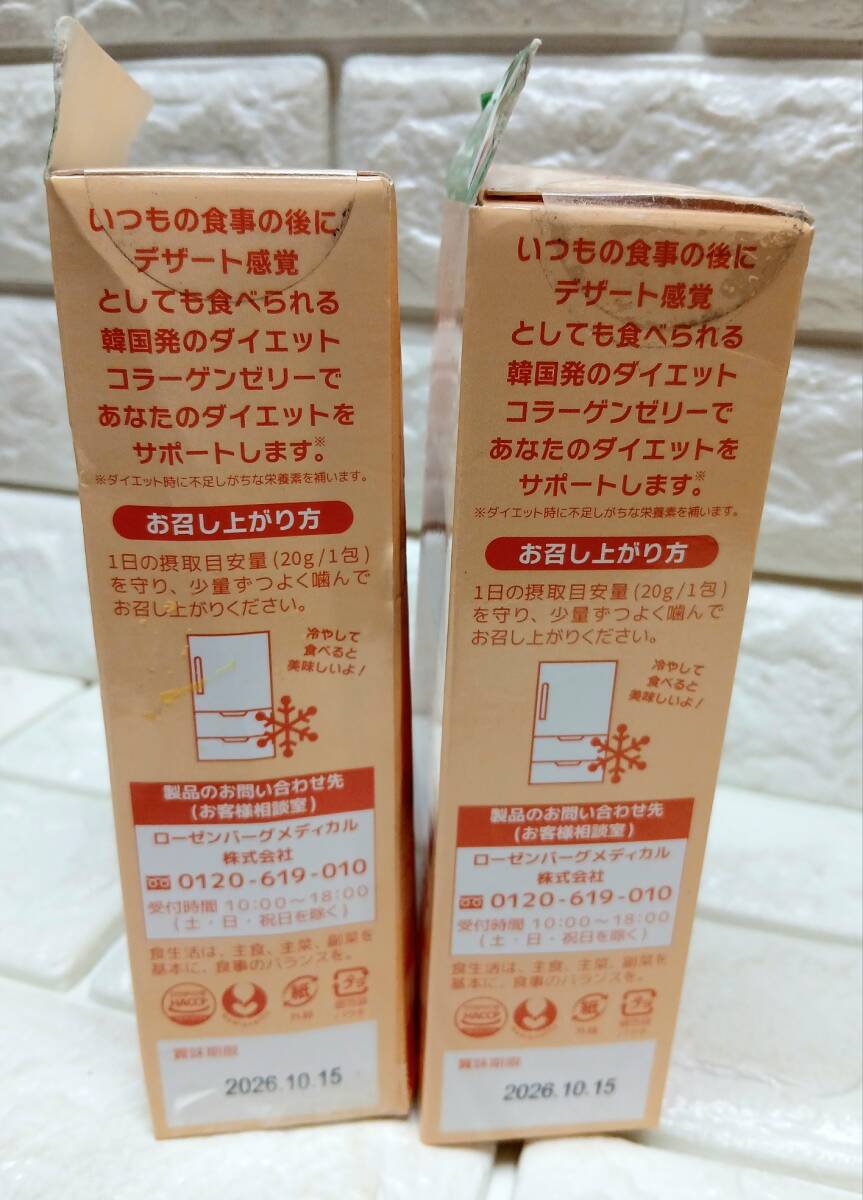 いつもの食事の後に
デザート感覚
としても食べられる
韓国発のダイエット
コラーゲンゼリーで
あなたのダイエットを
サポートします。※
※ダイエット時に不足しがちな栄養素を補います。
お召し上がり方
1日の摂取目安量(20g/1包)
を守り、少量ずつよく噛んで
お召し上がりください。
冷やして
食べると
美味しいよ!
製品のお問い合わせ先
(お客様相談室)
ローゼンバーグメディカル
株式会社
0120-619-010
受付時間 10:00~18:00
(土・日・祝日を除く)
食生活は、主食、主菜、副菜を
基本に、食事のバランスを。
HACCP
紙
外箱
プラ
賞味期限
2026.10.15
いつもの食事の後に
デザート感覚
としても食べられる
韓国発のダイエット
コラーゲンゼリーで
あなたのダイエットを
サポートします。※
※ダイエット時に不足しがちな栄養素を補います。
お召し上がり方
1日の摂取目安量(20g/1包)
を守り、少量ずつよく噛んで
お召し上がりください。
冷やして
食べると
美味しいよ!
製品のお問い合わせ先
(お客様相談室)
ローゼンバーグメディカル
株式会社
0120-619-010
受付時間 10:00~18:00
(土・日・祝日を除く)
食生活は、主食、主菜、副菜を
基本に、食事のバランスを。
HACCP
紙
外箱
プラ
賞味期限
2026.10.15